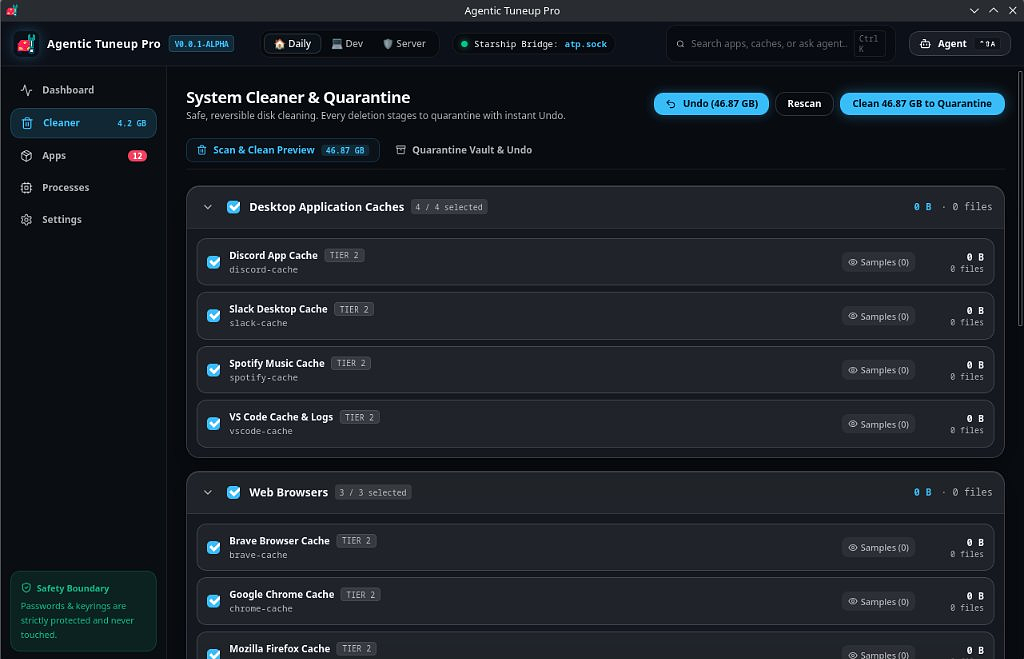 Agentic Tuneup Pro
Agentic Tuneup Pro V0.0.1-ALPHA Daily Dev Server Starship Bridge: atp.sock Search apps, caches, or ask agent.. Ctrl K Agent ⌃⌥A
Dashboard
Cleaner 4.2 GB
Apps 12
Processes
Settings
Safety Boundary
Passwords & keyrings are
strictly protected and never
touched.
System Cleaner & Quarantine
Safe, reversible disk cleaning. Every deletion stages to quarantine with instant Undo.
Undo (46.87 GB) Rescan Clean 46.87 GB to Quarantine
Scan & Clean Preview 46.87 GB Quarantine Vault & Undo
Desktop Application Caches 4 / 4 selected 0 B · 0 files
Discord App Cache TIER 2 Samples (0) 0 B
discord-cache 0 files
Slack Desktop Cache TIER 2 Samples (0) 0 B
slack-cache 0 files
Spotify Music Cache TIER 2 Samples (0) 0 B
spotify-cache 0 files
VS Code Cache & Logs TIER 2 Samples (0) 0 B
vscode-cache 0 files
Web Browsers 3 / 3 selected 0 B · 0 files
Brave Browser Cache TIER 2 Samples (0) 0 B
brave-cache 0 files
Google Chrome Cache TIER 2 Samples (0) 0 B
chrome-cache 0 files
Mozilla Firefox Cache TIER 2 Samples (0) 0 B